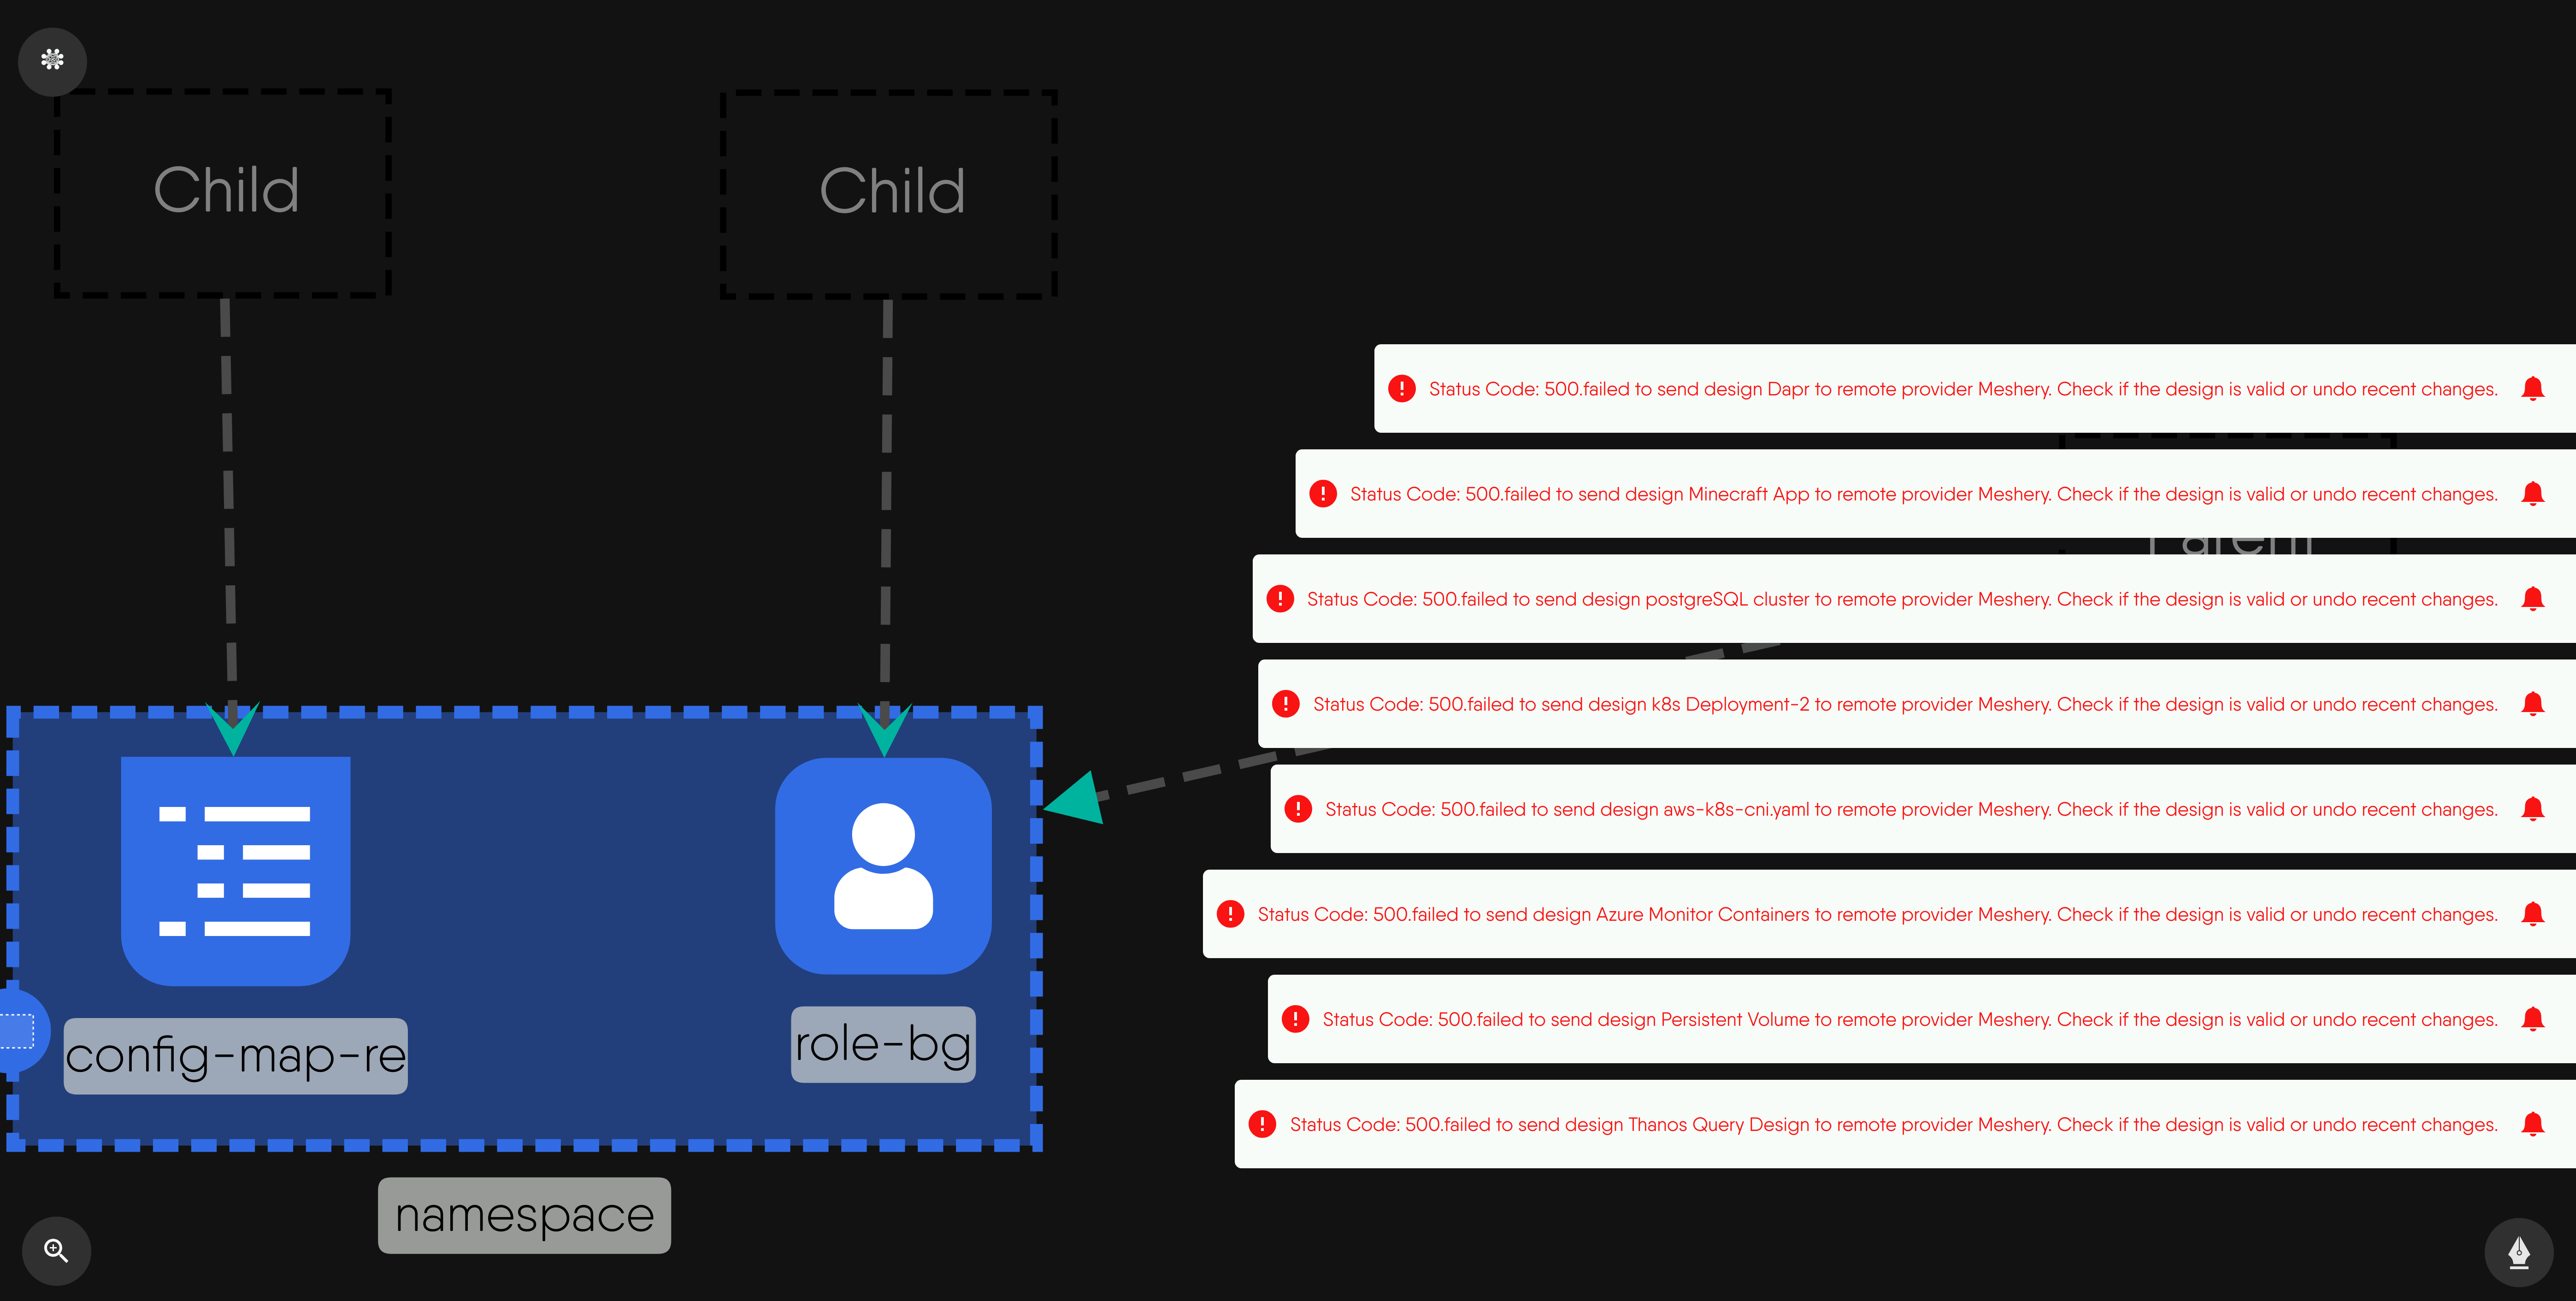 Child
Child
Status Code: 500.failed to send design Dapr to remote provider Meshery. Check if the design is valid or undo recent changes.
Status Code: 500.failed to send design Minecraft App to remote provider Meshery. Check if the design is valid or undo recent changes.
Status Code: 500.failed to send design postgreSQL cluster to remote provider Meshery. Check if the design is valid or undo recent changes.
Status Code: 500.failed to send design k8s Deployment-2 to remote provider Meshery. Check if the design is valid or undo recent changes.
Status Code: 500.failed to send design aws-k8s-cni.yaml to remote provider Meshery. Check if the design is valid or undo recent changes.
Status Code: 500.failed to send design Azure Monitor Containers to remote provider Meshery. Check if the design is valid or undo recent changes.
Status Code: 500.failed to send design Persistent Volume to remote provider Meshery. Check if the design is valid or undo recent changes.
Status Code: 500.failed to send design Thanos Query Design to remote provider Meshery. Check if the design is valid or undo recent changes.
config-map-re
role-bg
namespace